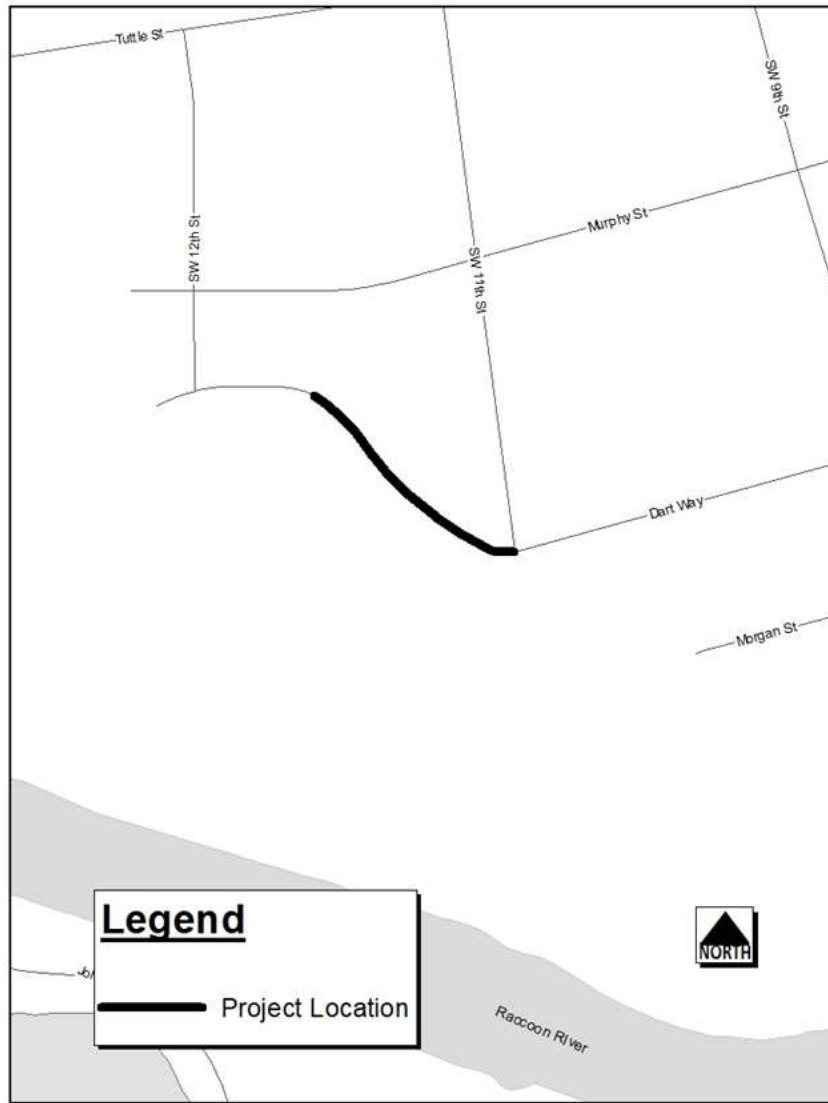 Tuttle St
SW 9th St
SW 12th St
Murphy St
SW 11th St
Dart Way
Morgan St
Legend
Project Location
NORTH
Raccoon River